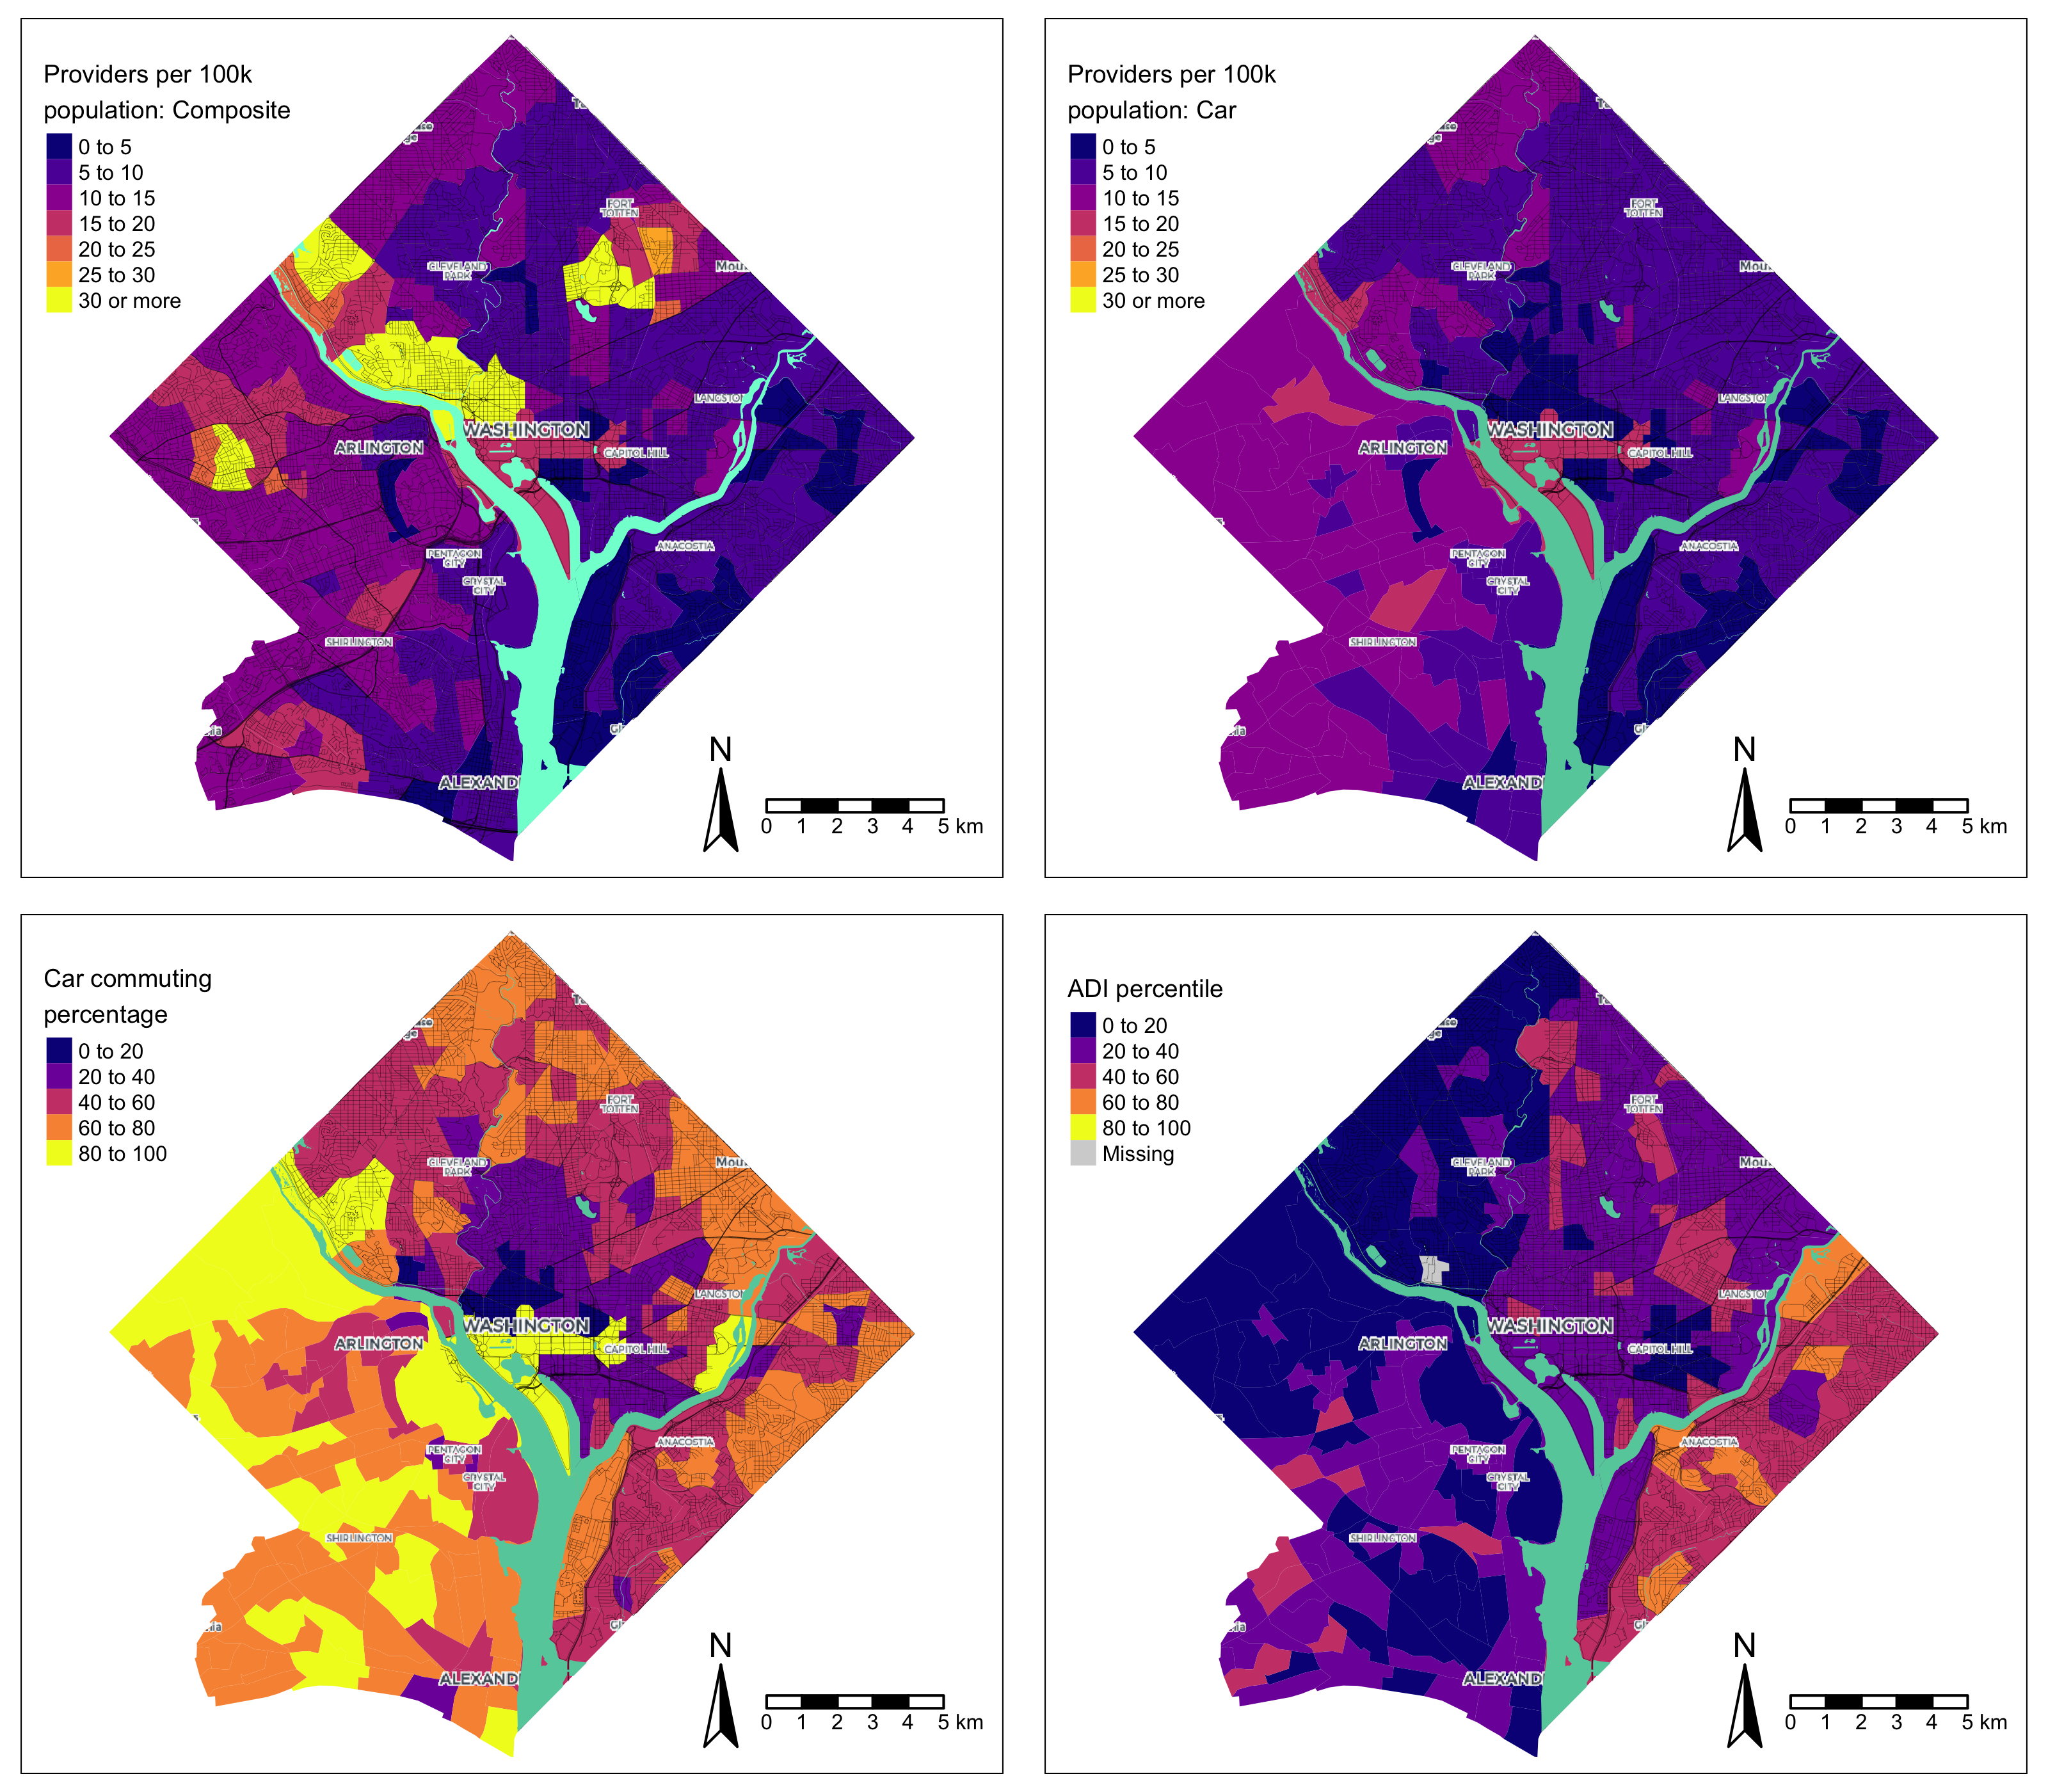 Providers per 100k
population: Composite
0 to 5
5 to 10
10 to 15
15 to 20
20 to 25
25 to 30
30 or more
FORT
TOTTEN
CLEVELAND
PARK
Mou
LANGSTO
WASHINGTON
ARLINGTON
CAPITOL HILL
PENTAGON
CITY
ANACOSTIA
CRYSTAL
CITY
SHIRLINGTON
ALEXAND
N
0 1 2 3 4 5 km
Providers per 100k
population: Car
0 to 5
5 to 10
10 to 15
15 to 20
20 to 25
25 to 30
30 or more
FORT
TOTTEN
CLEVELAND
PARK
Mou
LANGSTO
WASHINGTON
ARLINGTON
CAPITOL HILL
PENTAGON
CITY
ANACOSTIA
CRYSTAL
CITY
SHIRLINGTON
ALEXAND
N
0 1 2 3 4 5 km
Car commuting
percentage
0 to 20
20 to 40
40 to 60
60 to 80
80 to 100
FORT
TOTTEN
CLEVELAND
PARK
Mou
LANGSTO
WASHINGTON
ARLINGTON
CAPITOL HILL
PENTAGON
CITY
ANACOSTIA
CRYSTAL
CITY
SHIRLINGTON
ALEXAND
N
0 1 2 3 4 5 km
ADI percentile
0 to 20
20 to 40
40 to 60
60 to 80
80 to 100
Missing
FORT
TOTTEN
CLEVELAND
PARK
Mou
LANGSTO
WASHINGTON
ARLINGTON
CAPITOL HILL
PENTAGON
CITY
ANACOSTIA
CRYSTAL
CITY
SHIRLINGTON
ALEXAND
N
0 1 2 3 4 5 km